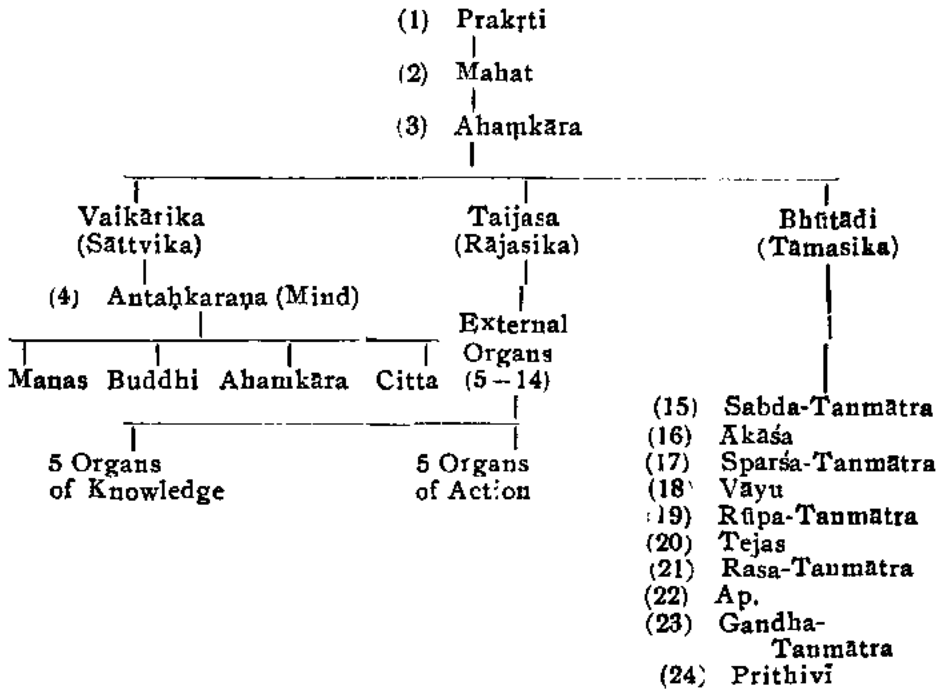 (1) Prakṛti
(2) Mahat
(3) Ahaṃkāra
Vaikārika
(Sāttvika)
Taijasa
(Rājasika)
Bhūtādi
(Tāmasika)
(4) Antaḥkaraṇa (Mind)
External
Organs
(5–14)
Manas Buddhi Ahaṃkāra Citta
5 Organs
of Knowledge
5 Organs
of Action
(15) Sabda-Tanmātra
(16) Ākāśa
(17) Sparśa-Tanmātra
(18) Vāyu
(19) Rūpa-Tanmātra
(20) Tejas
(21) Rasa-Tanmātra
(22) Ap.
(23) Gandha-
Tanmātra
(24) Prithivī